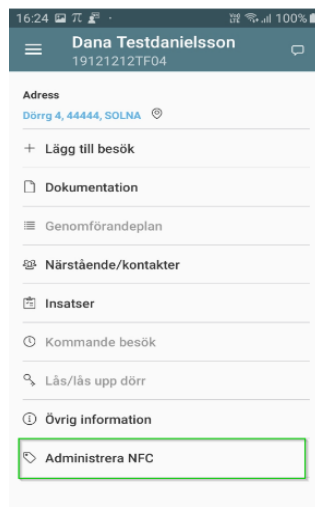 16:24
100%
Dana Testdanielsson
19121212TF04
Adress
Dörrg 4, 44444, SOLNA
Lägg till besök
Dokumentation
Genomförandeplan
Närstående/kontakter
Insatser
Kommande besök
Lås/lås upp dörr
Övrig information
Administrera NFC